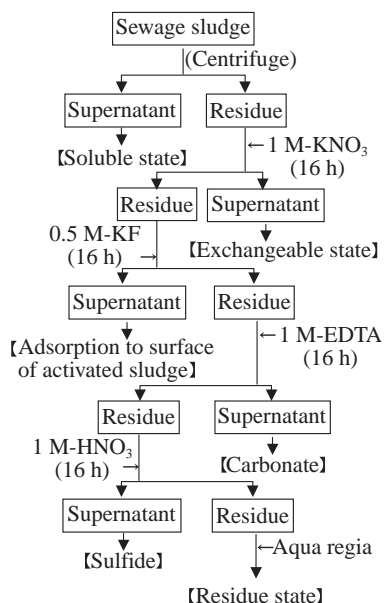 Sewage sludge
(Centrifuge)
Supernatant Residue
【Soluble state】 ←1 M-KNO₃
(16 h)
Residue Supernatant
0.5 M-KF
(16 h)→ 【Exchangeable state】
Supernatant Residue
【Adsorption to surface
of activated sludge】 ←1 M-EDTA
(16 h)
Residue Supernatant
1 M-HNO₃
(16 h)→ 【Carbonate】
Supernatant Residue
【Sulfide】 ←Aqua regia
【Residue state】